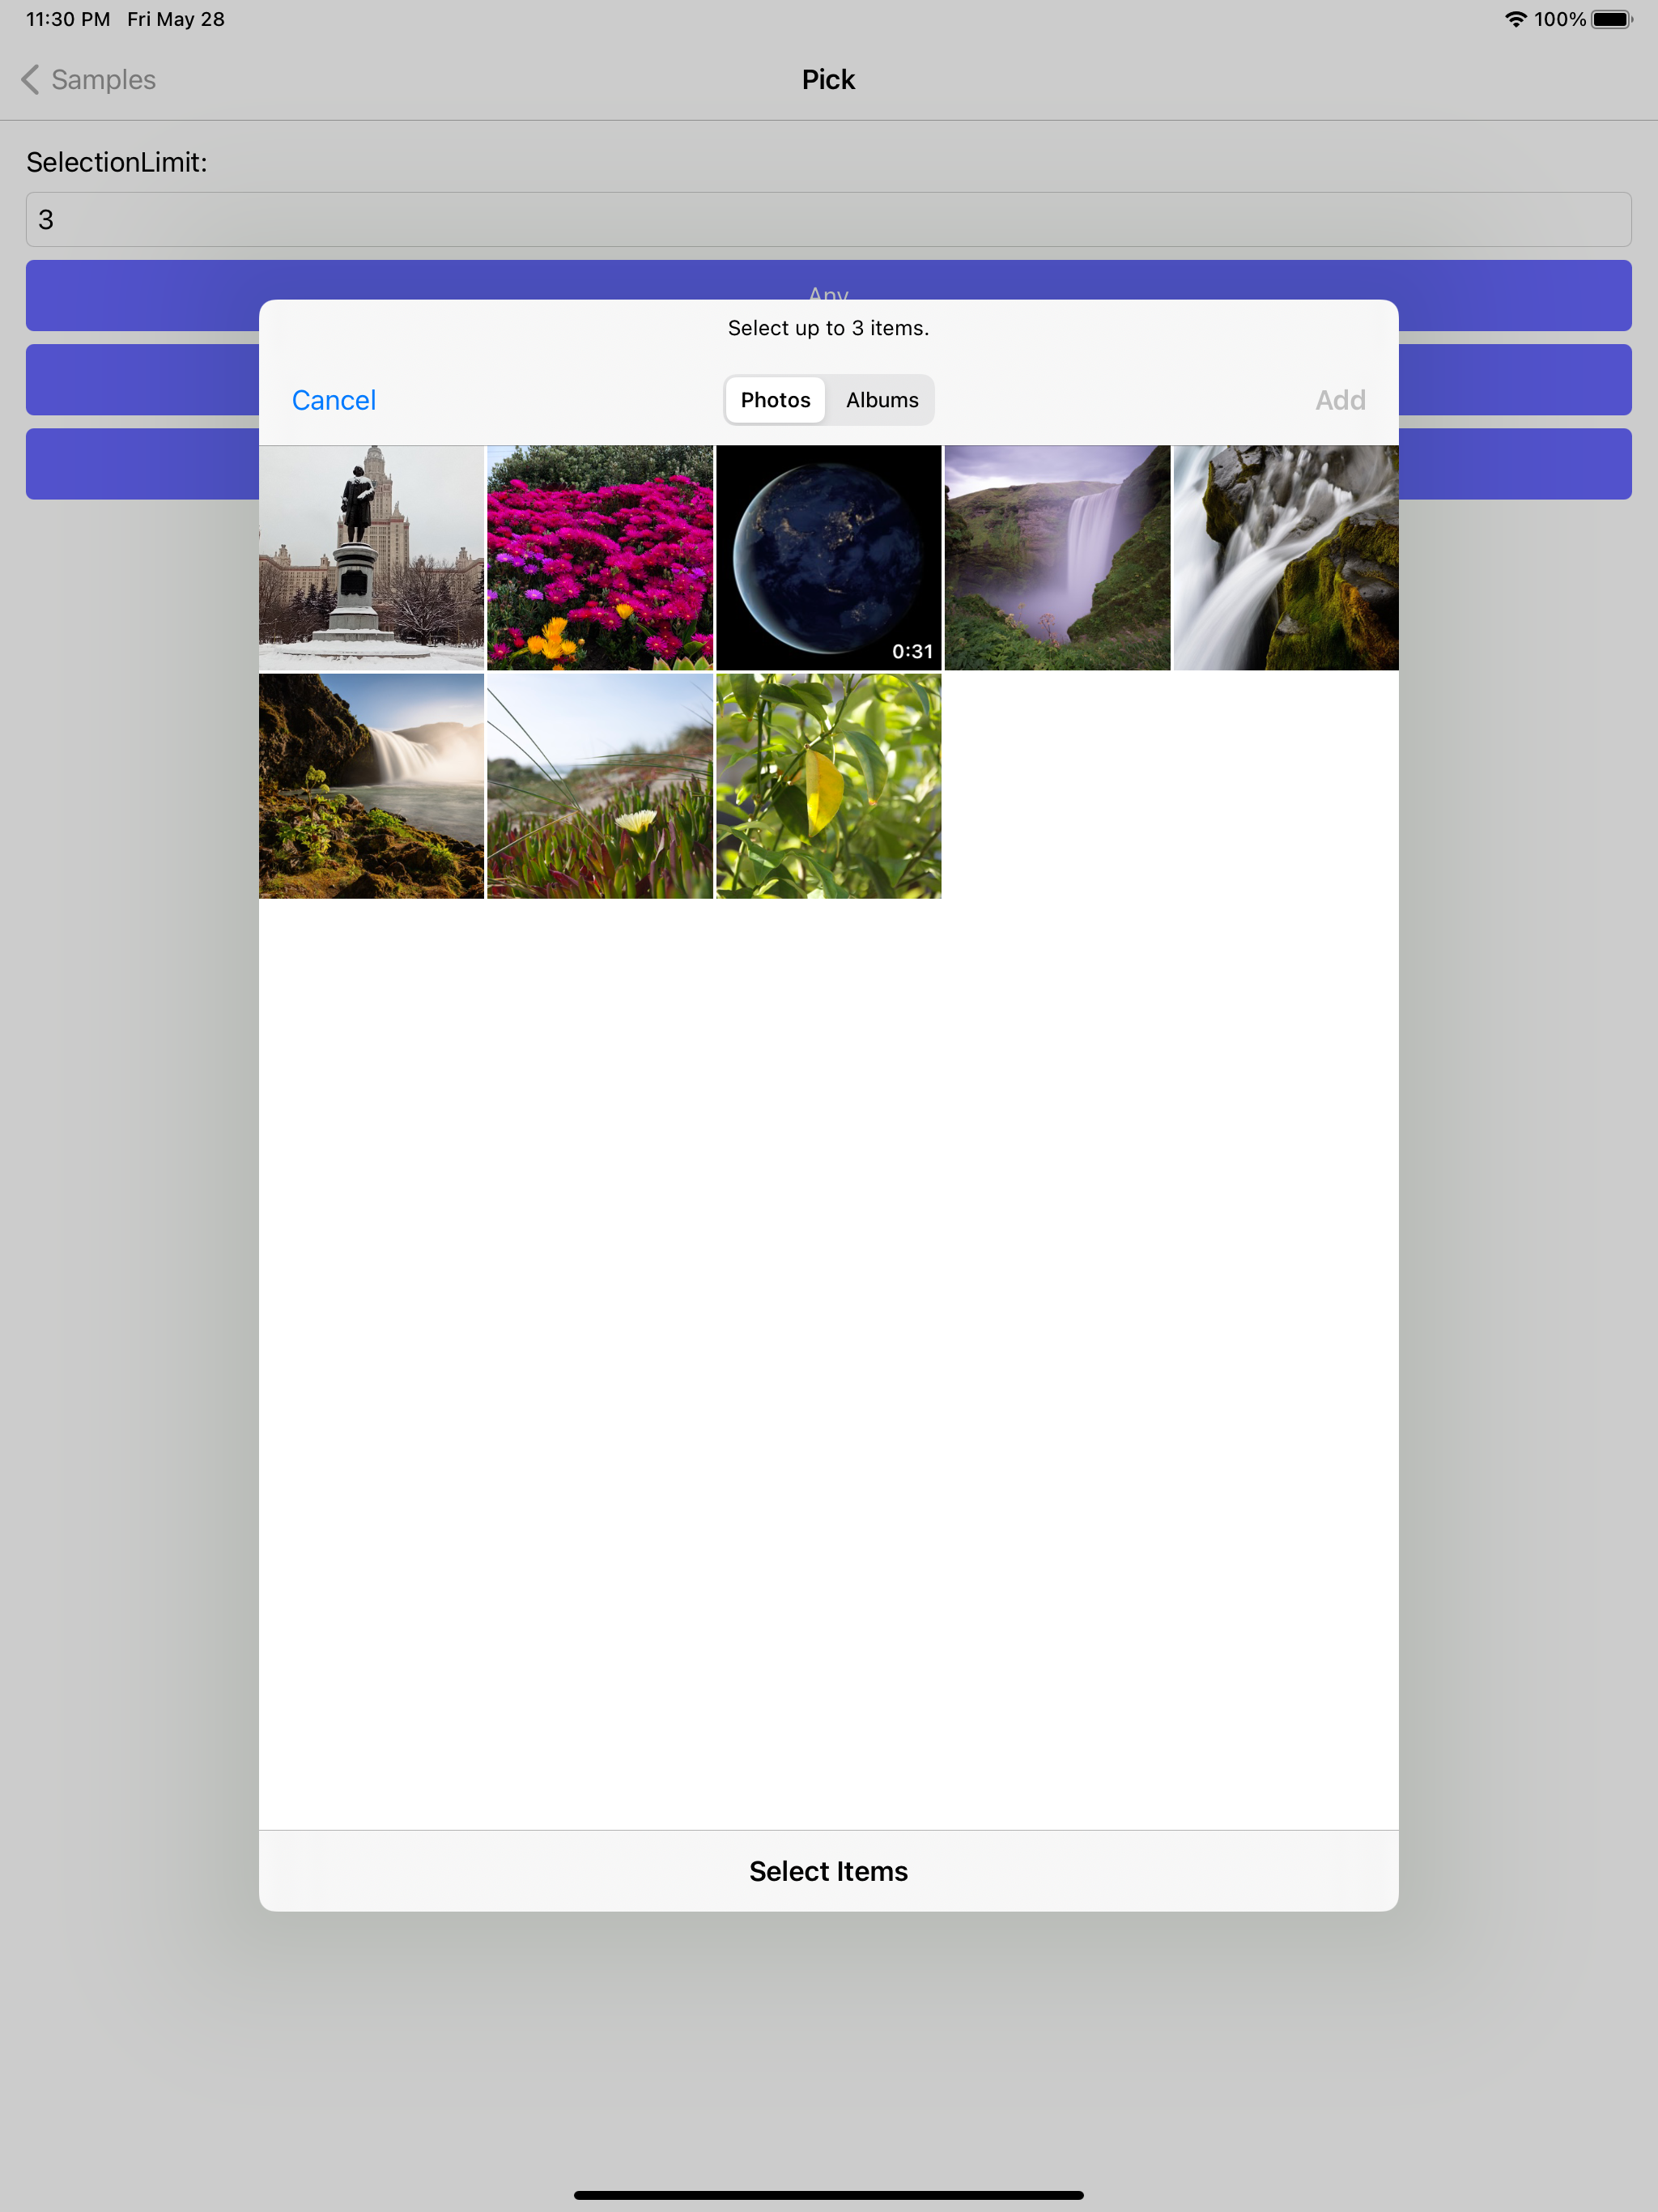 11:30 PM Fri May 28 100%
Samples Pick
SelectionLimit:
3
Any
Select up to 3 items.
Cancel Photos Albums Add
0:31
Select Items